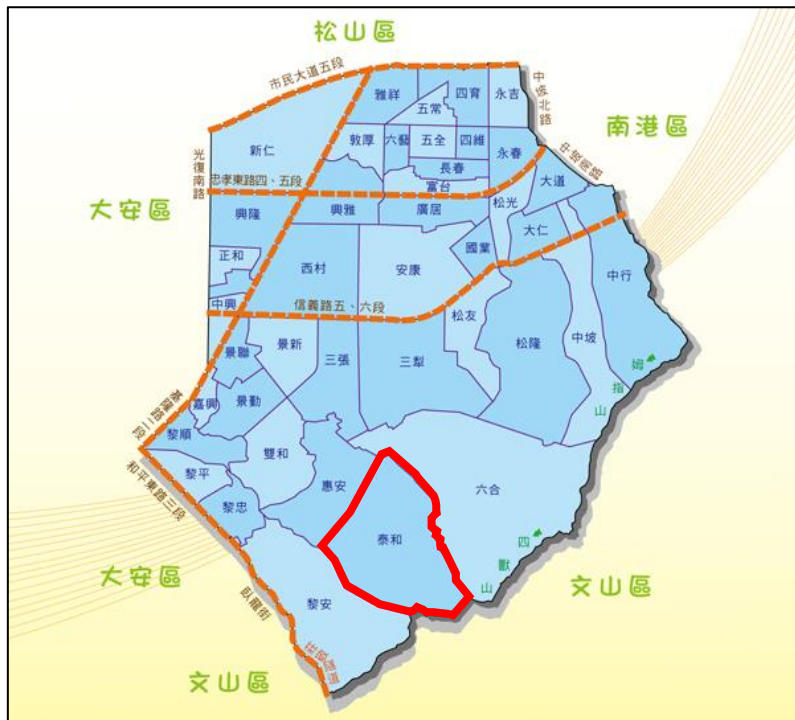 松山區
市民大道五段
中坡北路
雅祥
四育
永吉
五常
南港區
新仁
敦厚
六藝
五全
四維
永春
中坡南路
光復南路
長春
忠孝東路四、五段
富台
大道
大安區
興隆
興雅
廣居
松光
大仁
正和
國業
西村
安康
中行
中興
信義路五、六段
松友
景聯
景新
三張
三犁
松隆
中坡
姆指山
嘉興
景勤
基隆路二段
黎順
雙和
黎平
惠安
六合
和平東路三段
黎忠
泰和
四獸山
大安區
臥龍街
黎安
文山區
文山區